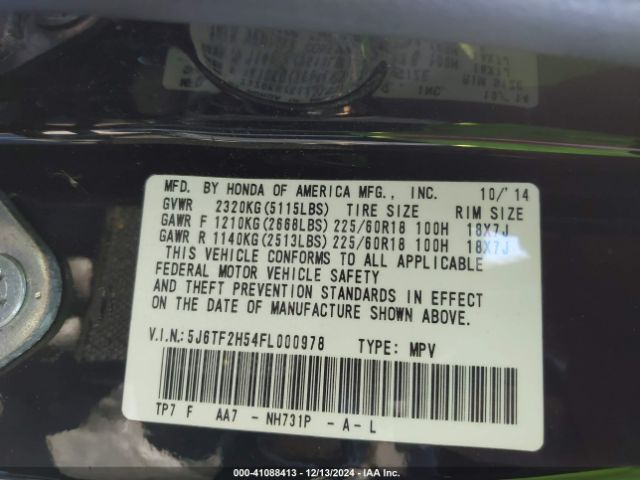 MFD. BY HONDA OF AMERICA MFG., INC. 10/'14
GVWR 2320KG(5115LBS) TIRE SIZE RIM SIZE
GAWR F 1210KG(2668LBS) 225/60R18 100H 18X7J
GAWR R 1140KG(2513LBS) 225/60R18 100H 18X7J
THIS VEHICLE CONFORMS TO ALL APPLICABLE
FEDERAL MOTOR VEHICLE SAFETY
AND THEFT PREVENTION STANDARDS IN EFFECT
ON THE DATE OF MANUFACTURE SHOWN ABOVE.
V.I.N.: 5J6TF2H54FL000978 TYPE: MPV
TP7 F AA7 - NH731P - A - L
000-41088413 - 12/13/2024 - IAA Inc.